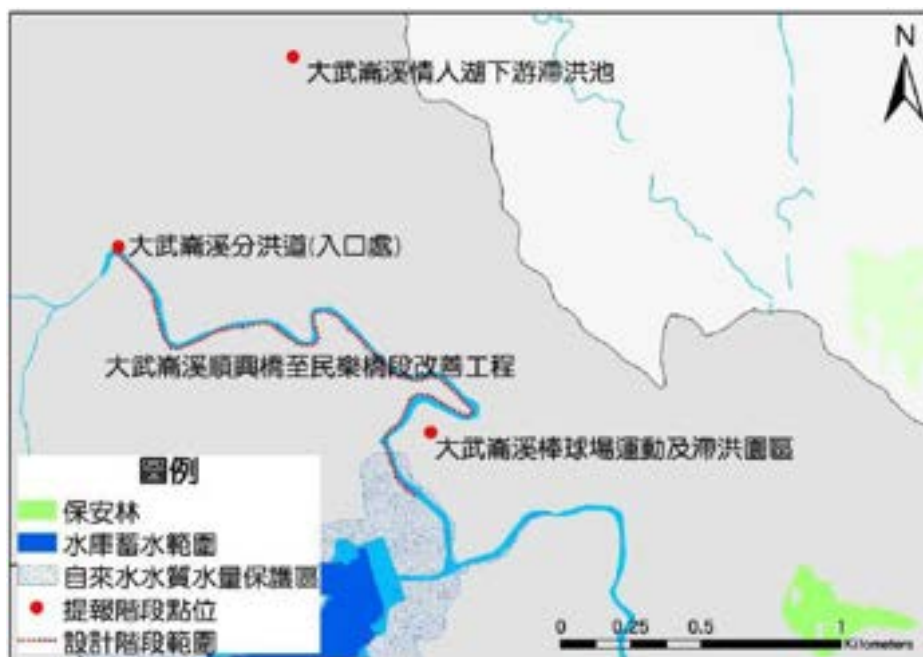 N
大武崙溪情人湖下游滯洪池
大武崙溪分洪道(入口處)
大武崙溪順興橋至民樂橋段改善工程
大武崙溪棒球場運動及滯洪園區
圖例
保安林
水庫蓄水範圍
自來水水質水量保護區
提報階段點位
設計階段範圍
0 0.25 0.5 1
Kilometers